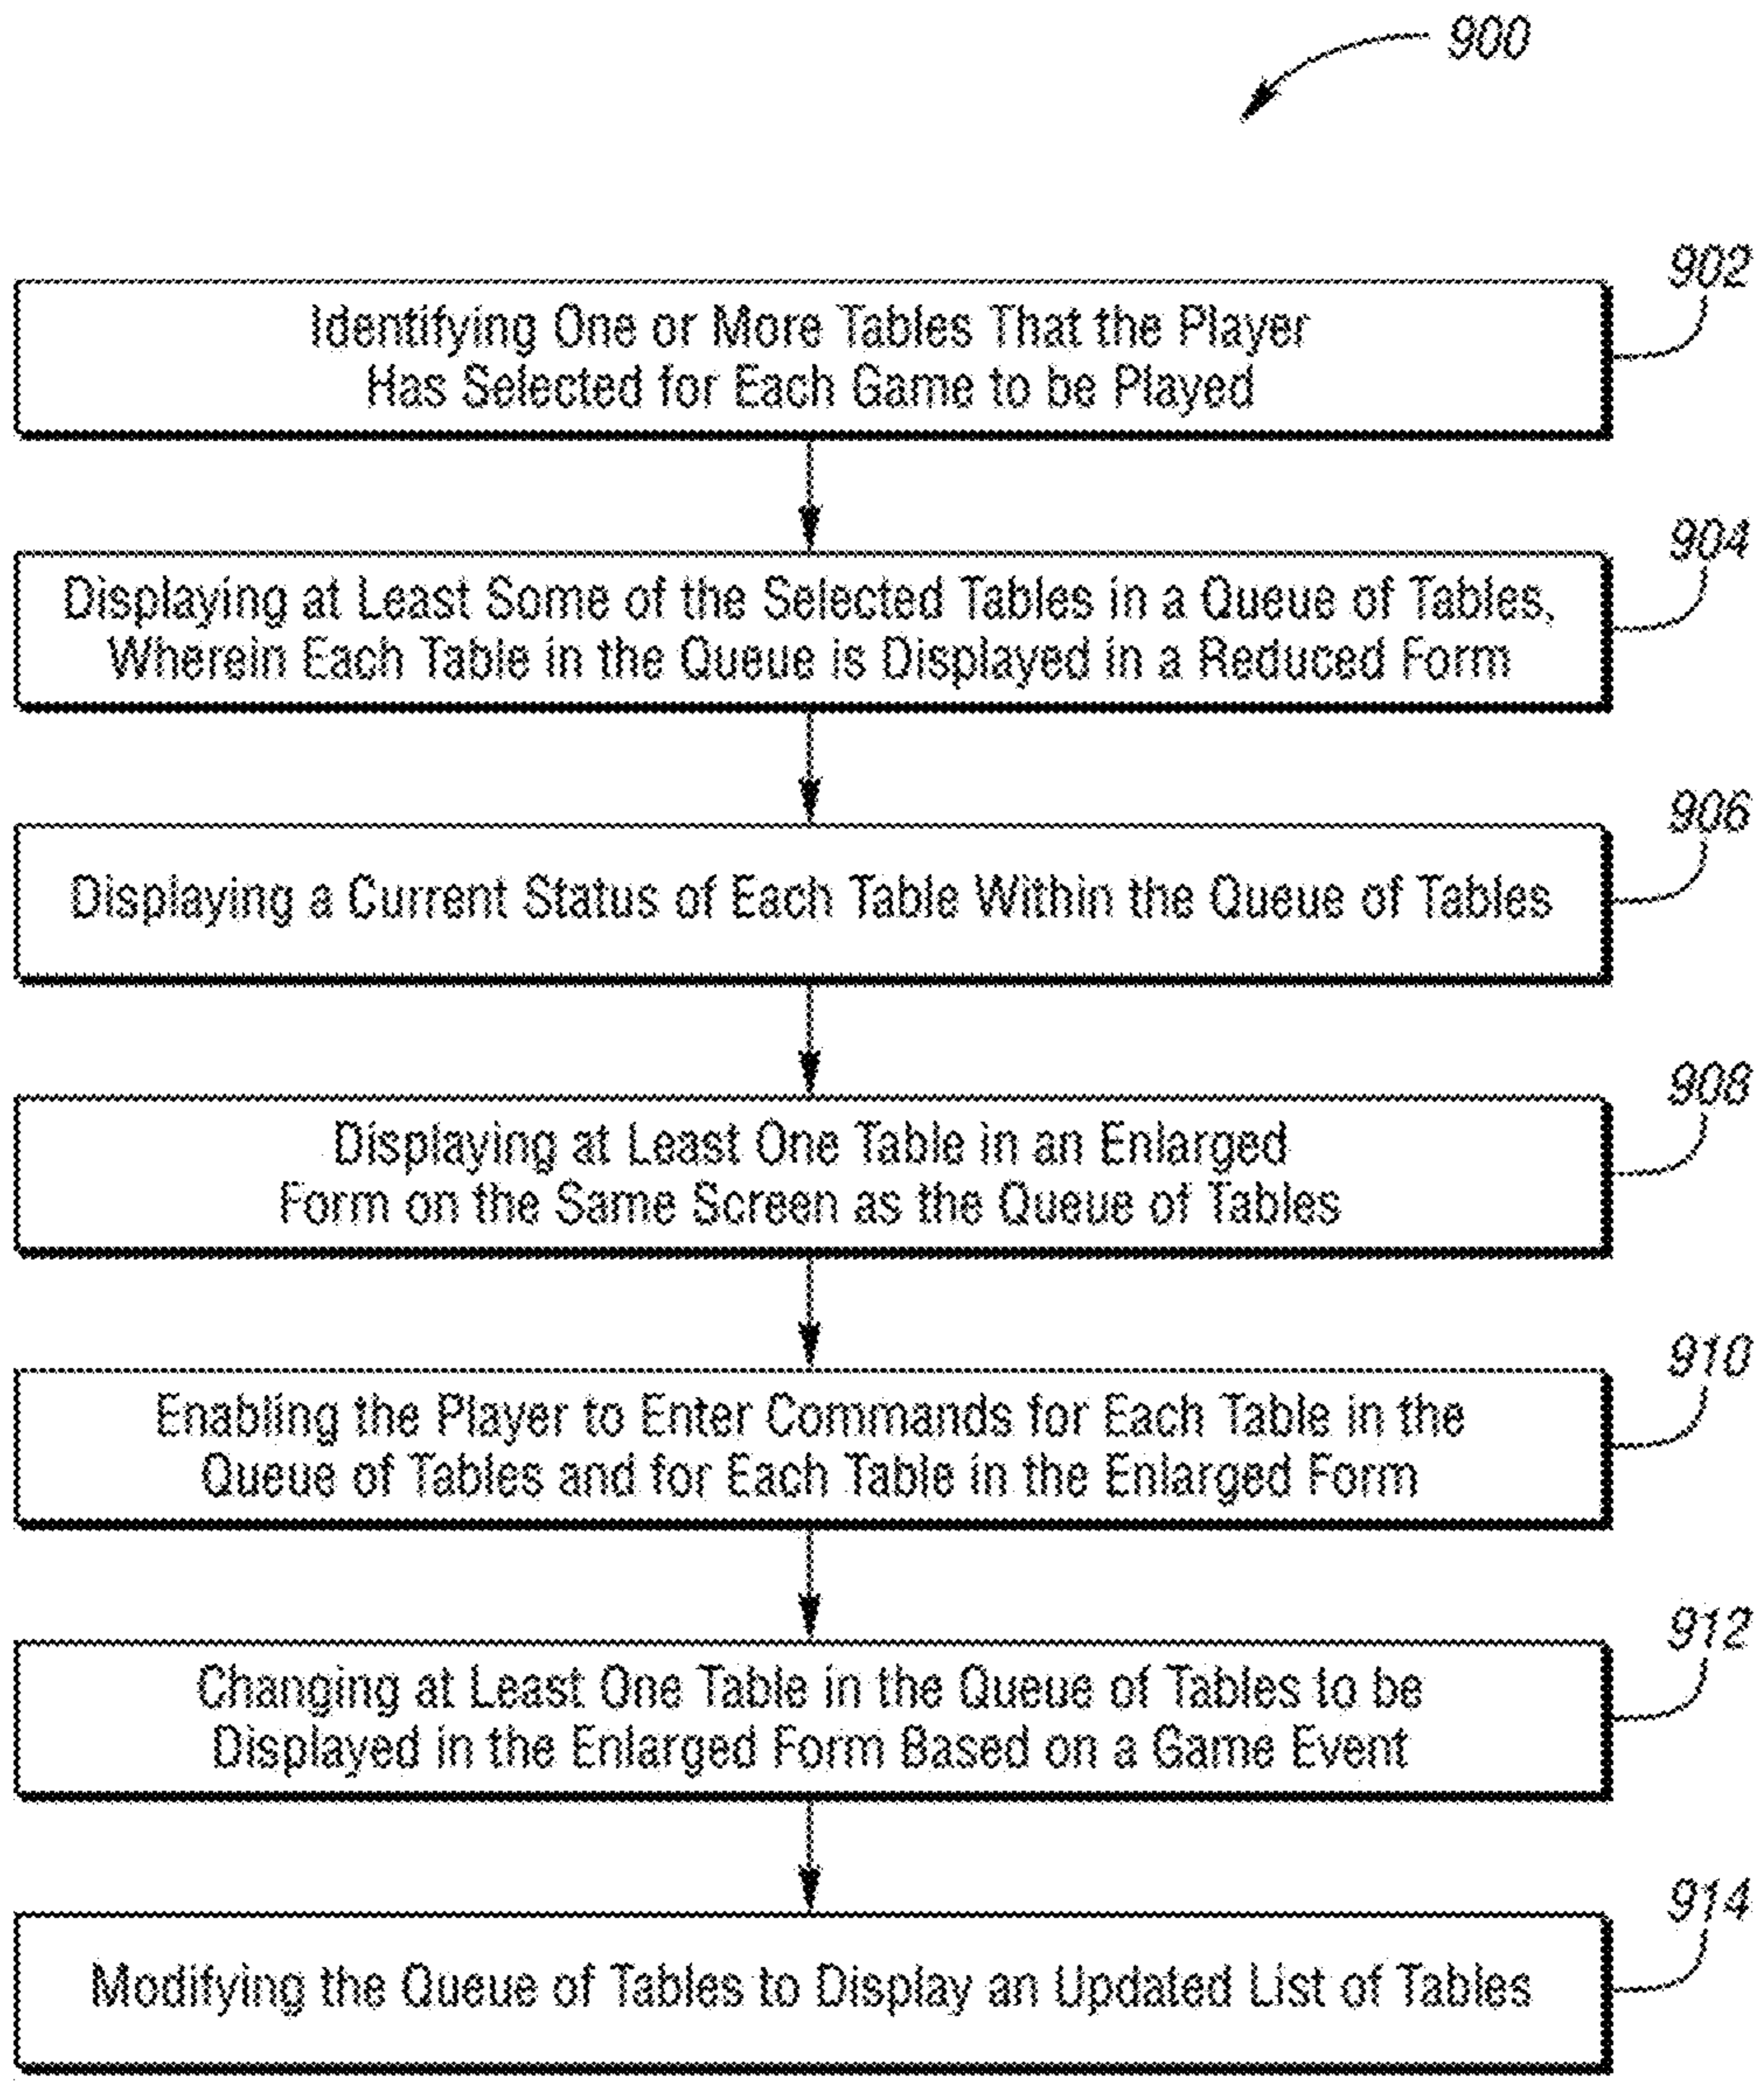 900
902
Identifying One or More Tables That the Player
Has Selected for Each Game to be Played
904
Displaying at Least Some of the Selected Tables in a Queue of Tables,
Wherein Each Table in the Queue is Displayed in a Reduced Form
906
Displaying a Current Status of Each Table Within the Queue of Tables
908
Displaying at Least One Table in an Enlarged
Form on the Same Screen as the Queue of Tables
910
Enabling the Player to Enter Commands for Each Table in the
Queue of Tables and for Each Table in the Enlarged Form
912
Changing at Least One Table in the Queue of Tables to be
Displayed in the Enlarged Form Based on a Game Event
914
Modifying the Queue of Tables to Display an Updated List of Tables